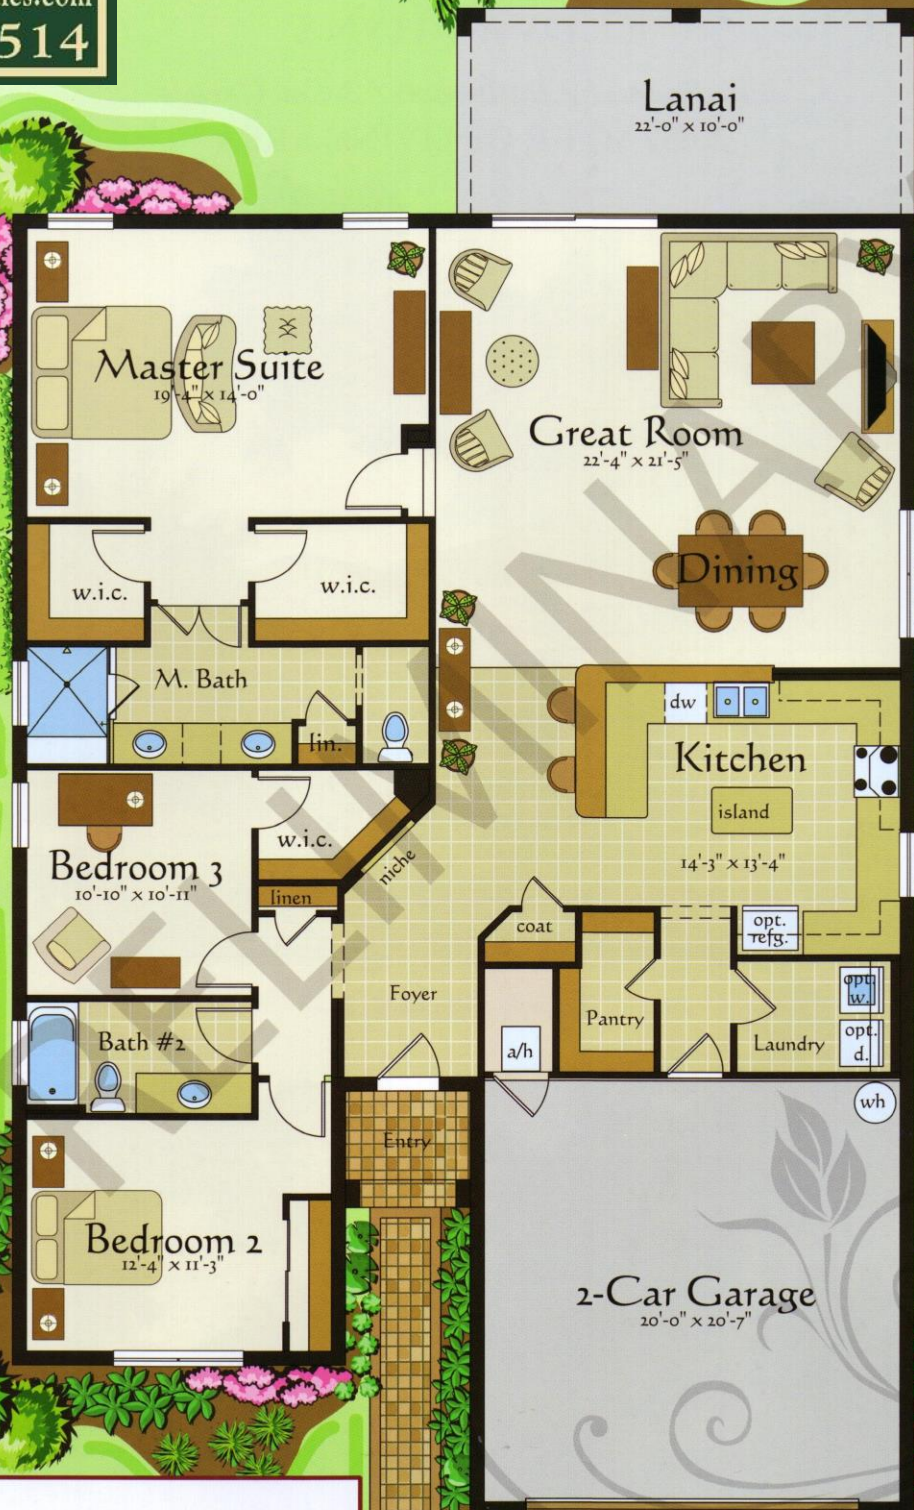 514
Lanai
22'-0" x 10'-0"
Master Suite
19'-4" x 14'-0"
Great Room
22'-4" x 21'-5"
Dining
w.i.c.
w.i.c.
M. Bath
lin.
dw
Kitchen
island
14'-3" x 13'-4"
w.i.c.
niche
Bedroom 3
10'-10" x 10'-11"
linen
coat
opt.
refg.
Foyer
Pantry
opt.
w.
Laundry
opt.
d.
Bath #2
a/h
wh
Entry
Bedroom 2
12'-4" x 11'-3"
2-Car Garage
20'-0" x 20'-7"